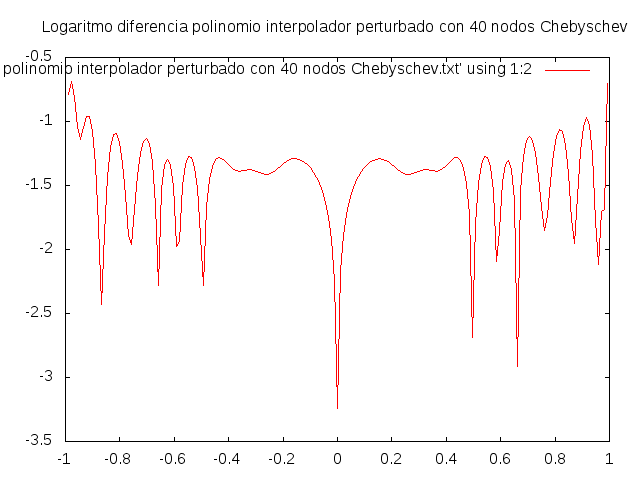 Logaritmo diferencia polinomio interpolador perturbado con 40 nodos Chebyschev
-0.5
polinomio interpolador perturbado con 40 nodos Chebyschev.txt' using 1:2
-1
-1.5
-2
-2.5
-3
-3.5
-1 -0.8 -0.6 -0.4 -0.2 0 0.2 0.4 0.6 0.8 1